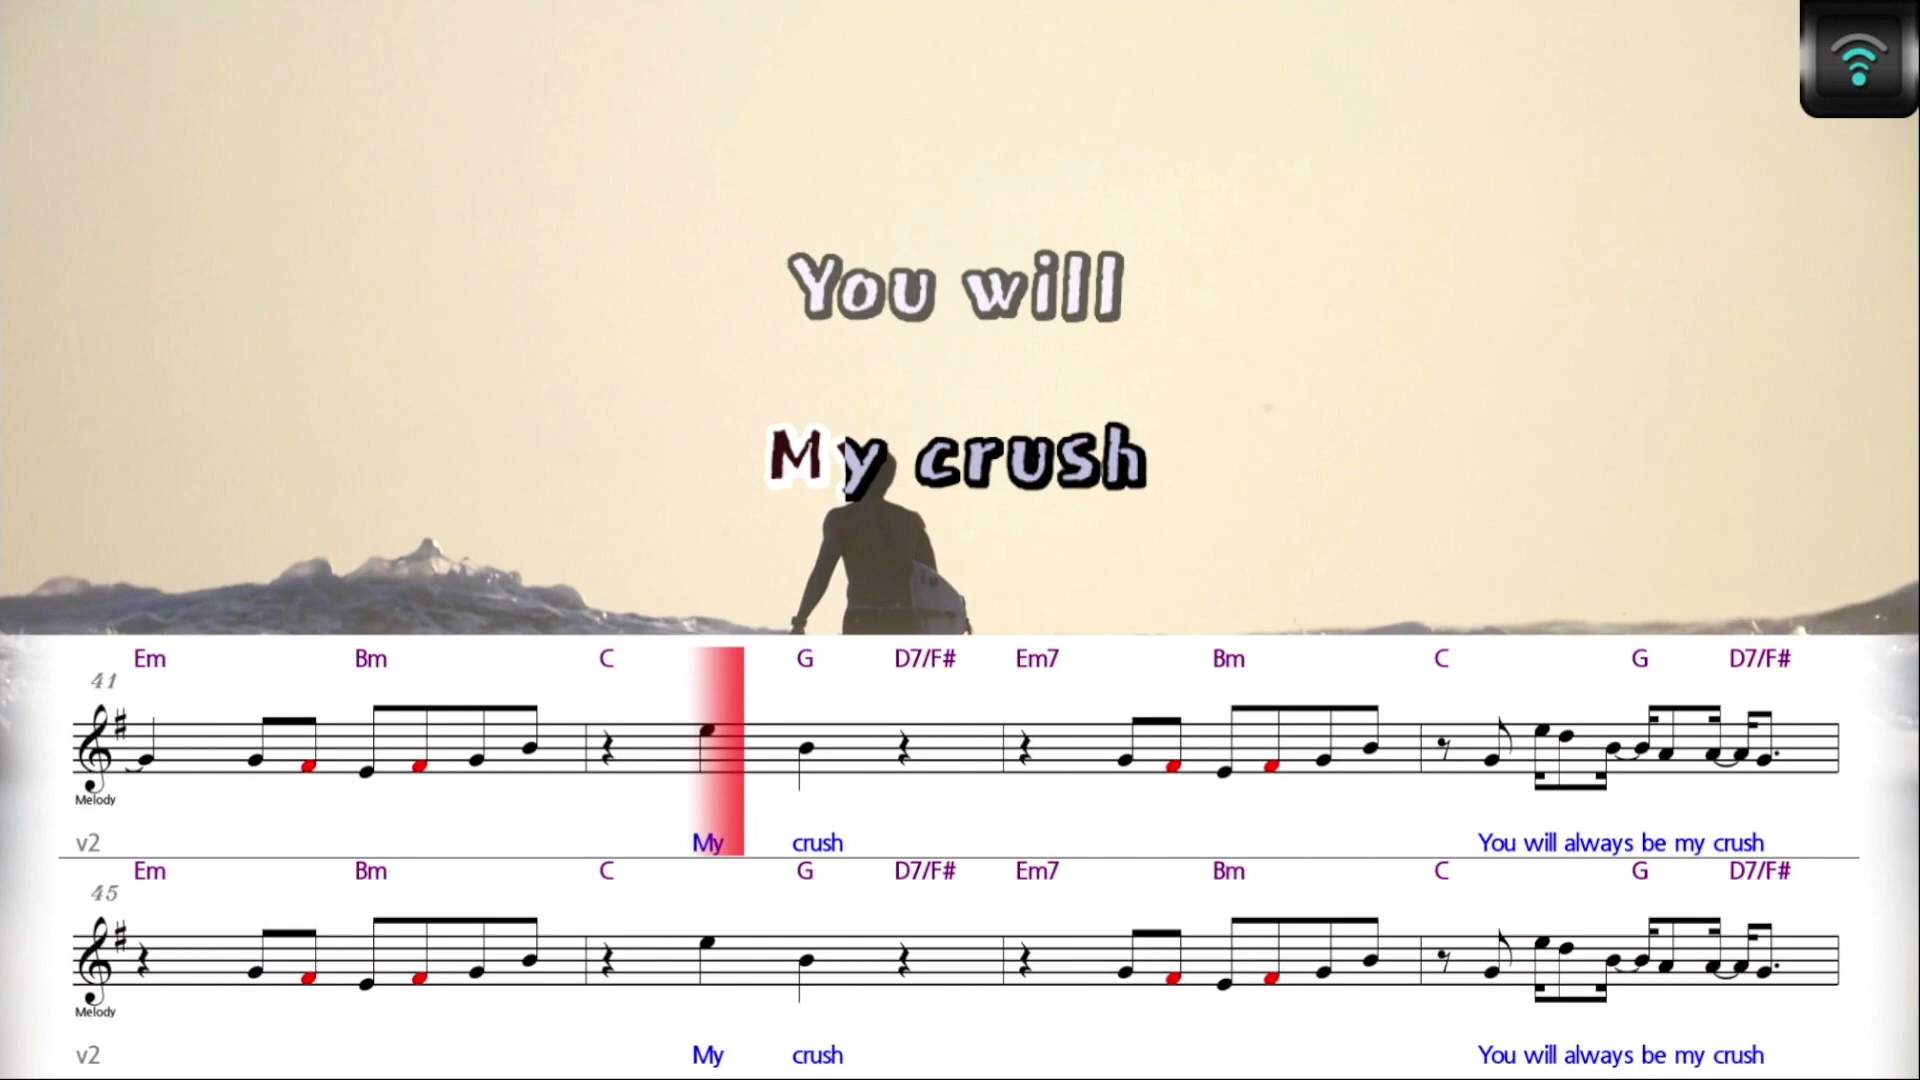 You will
My crush
Em Bm C G D7/F# Em7 Bm C G D7/F#
41
Melody
v2 My crush You will always be my crush
Em Bm C G D7/F# Em7 Bm C G D7/F#
45
Melody
v2 My crush You will always be my crush